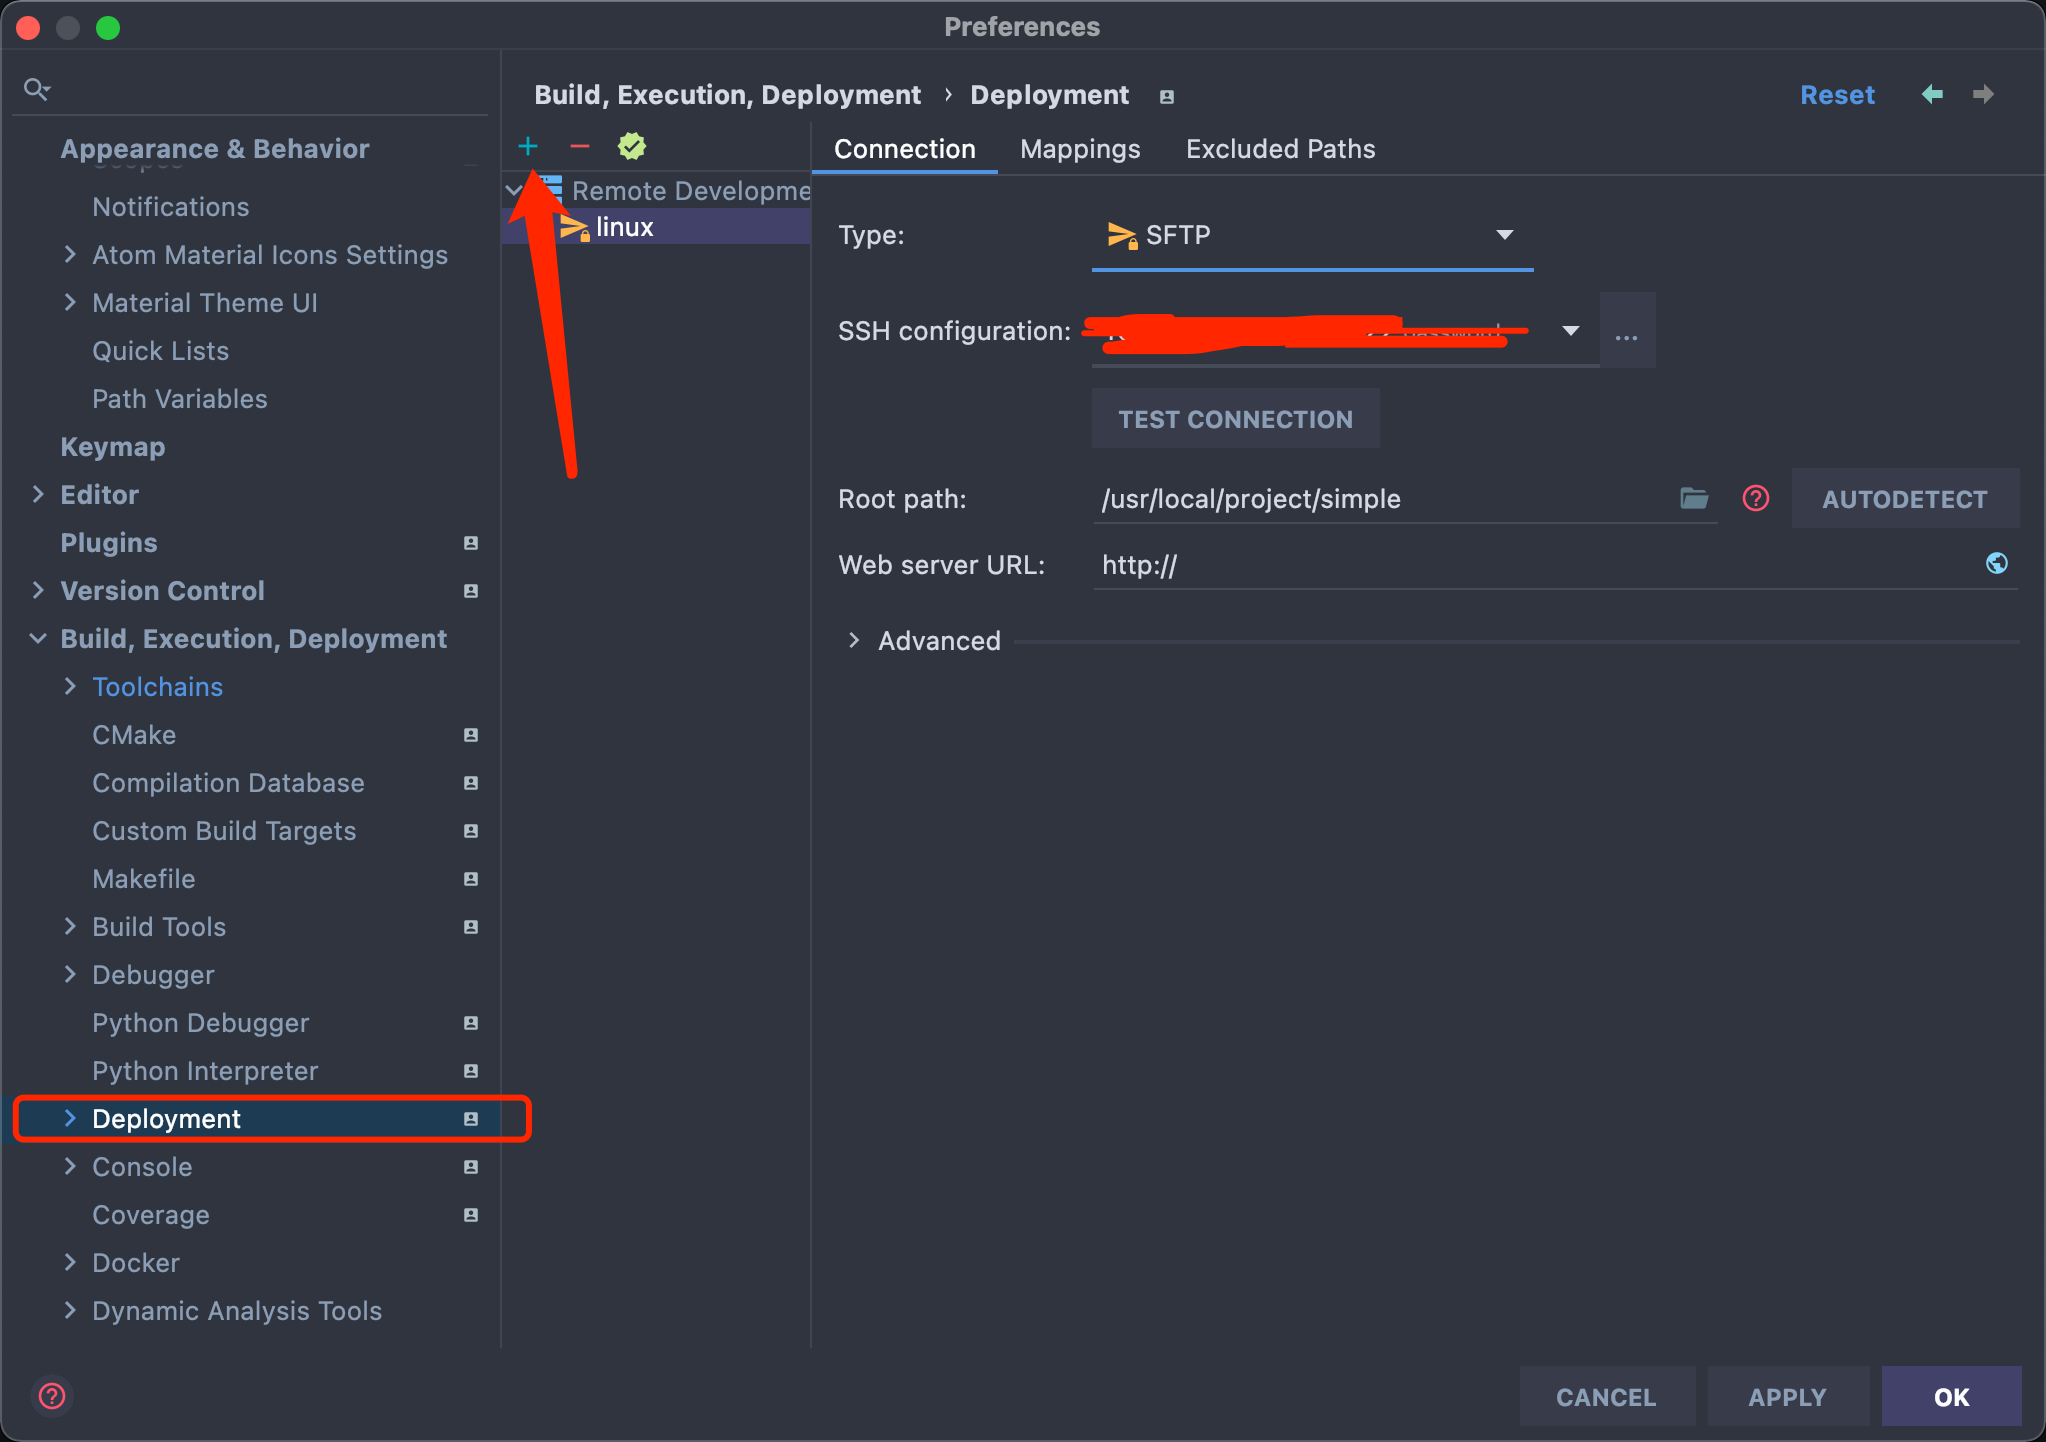 Preferences
Appearance & Behavior
Notifications
Atom Material Icons Settings
Material Theme UI
Quick Lists
Path Variables
Keymap
Editor
Plugins
Version Control
Build, Execution, Deployment
Toolchains
CMake
Compilation Database
Custom Build Targets
Makefile
Build Tools
Debugger
Python Debugger
Python Interpreter
Deployment
Console
Coverage
Docker
Dynamic Analysis Tools
Build, Execution, Deployment › Deployment
Reset
Remote Developme
linux
Connection Mappings Excluded Paths
Type: SFTP
SSH configuration: ...
TEST CONNECTION
Root path: /usr/local/project/simple AUTODETECT
Web server URL: http://
Advanced
CANCEL APPLY OK